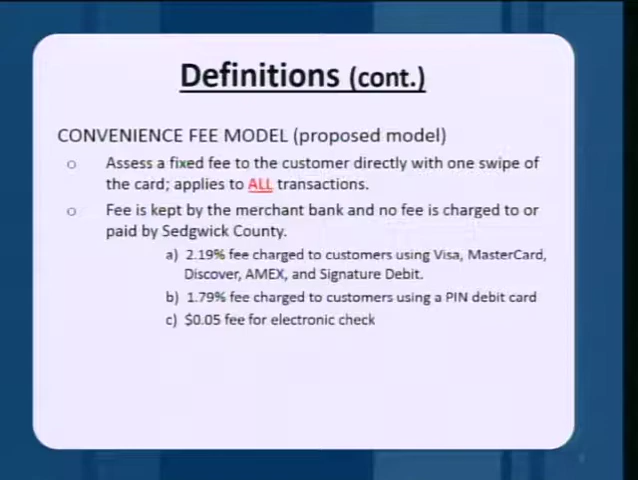 Definitions (cont.)
CONVENIENCE FEE MODEL (proposed model)
o Assess a fixed fee to the customer directly with one swipe of
the card; applies to ALL transactions.
o Fee is kept by the merchant bank and no fee is charged to or
paid by Sedgwick County.
a) 2.19% fee charged to customers using Visa, MasterCard,
Discover, AMEX, and Signature Debit.
b) 1.79% fee charged to customers using a PIN debit card
c) $0.05 fee for electronic check